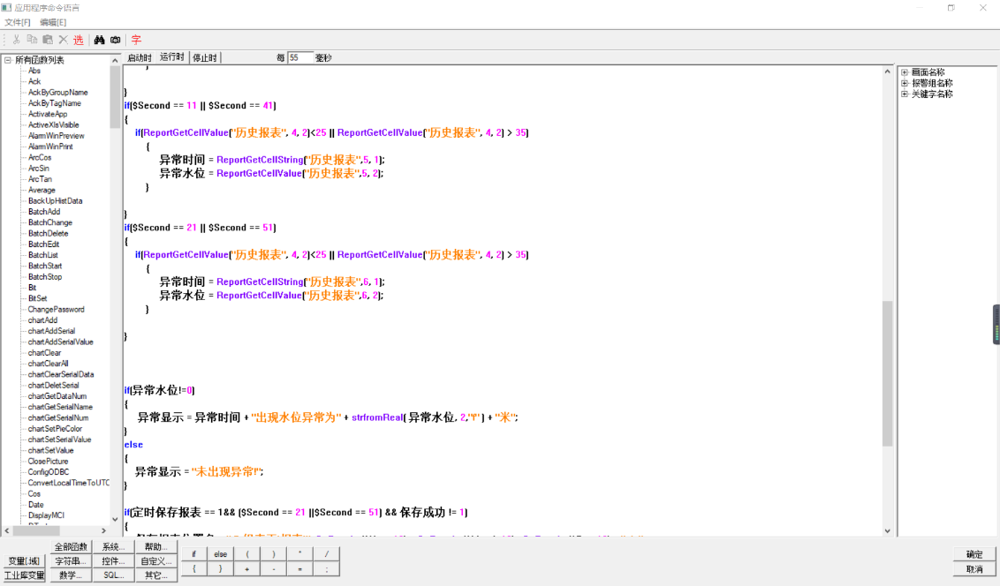 应用程序命令语言
文件[F] 编辑[E]
选 字
所有函数列表
Abs
Ack
AckByGroupName
AckByTagName
ActivateApp
ActiveXIsVisible
AlarmWinPreview
AlarmWinPrint
ArcCos
ArcSin
ArcTan
Average
BackUpHistData
BatchAdd
BatchChange
BatchDelete
BatchEdit
BatchList
BatchStart
BatchStop
Bit
BitSet
ChangePassword
chartAdd
chartAddSerial
chartAddSerialValue
chartClear
chartClearAll
chartClearSerialData
chartDeletSerial
chartGetDataNum
chartGetSerialName
chartGetSerialNum
chartSetPieColor
chartSetSerialValue
chartSetValue
ClosePicture
ConfigODBC
ConvertLocalTimeToUTC
Cos
Date
DisplayMCI
启动时 运行时 停止时 每 55 毫秒
}
}
if($Second == 11 || $Second == 41)
{
if(ReportGetCellValue("历史报表", 4, 2)<25 || ReportGetCellValue("历史报表", 4, 2) > 35)
{
异常时间 = ReportGetCellString("历史报表",5, 1);
异常水位 = ReportGetCellValue("历史报表",5, 2);
}
}
if($Second == 21 || $Second == 51)
{
if(ReportGetCellValue("历史报表", 4, 2)<25 || ReportGetCellValue("历史报表", 4, 2) > 35)
{
异常时间 = ReportGetCellString("历史报表",6, 1);
异常水位 = ReportGetCellValue("历史报表",6, 2);
}
}
if(异常水位!=0)
{
异常显示 = 异常时间 + "出现水位异常为" + strfromReal( 异常水位, 2,"f" ) + "米";
}
else
{
异常显示 = "未出现异常!";
}
if(定时保存报表 == 1&& ($Second == 21 ||$Second == 51) && 保存成功 != 1)
{
画面名称
报警组名称
关键字名称
变量[.域]
工业库变量
全部函数 系统... 帮助...
字符串... 控件... 自定义...
数学... SQL... 其它...
if else ( ) * /
{ } + - = ;
确定
取消